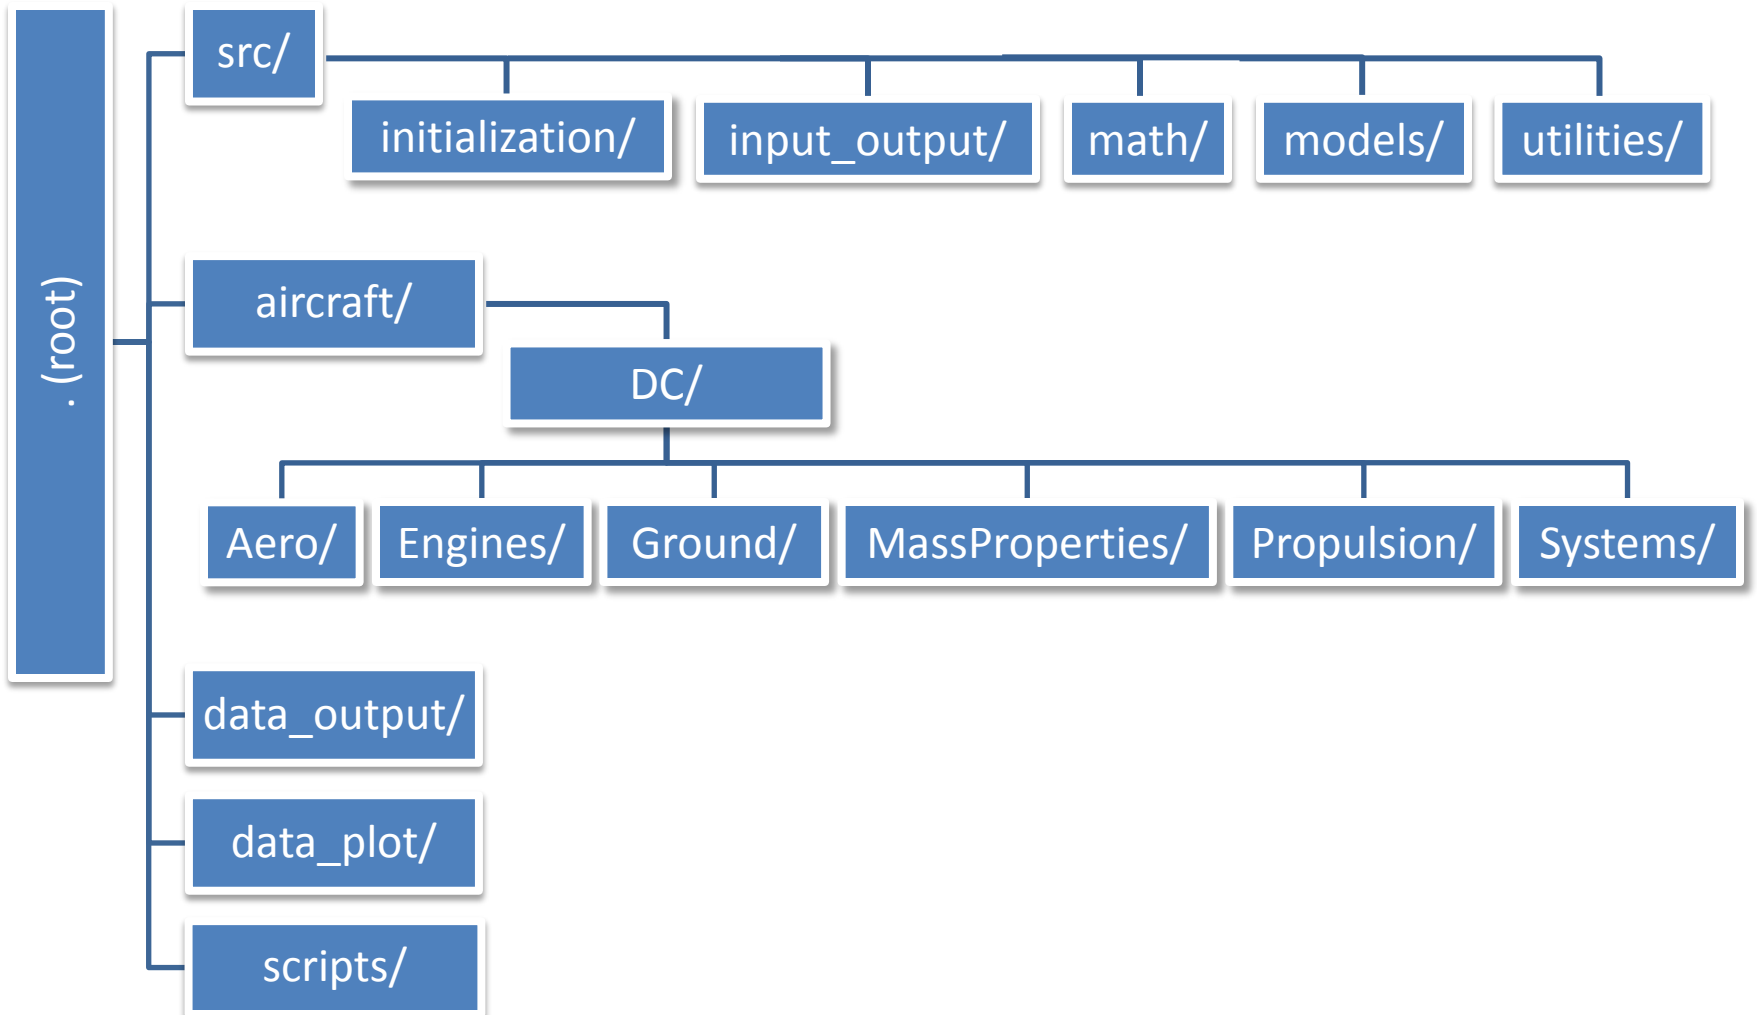 . (root)
src/
initialization/
input_output/
math/
models/
utilities/
aircraft/
DC/
Aero/
Engines/
Ground/
MassProperties/
Propulsion/
Systems/
data_output/
data_plot/
scripts/